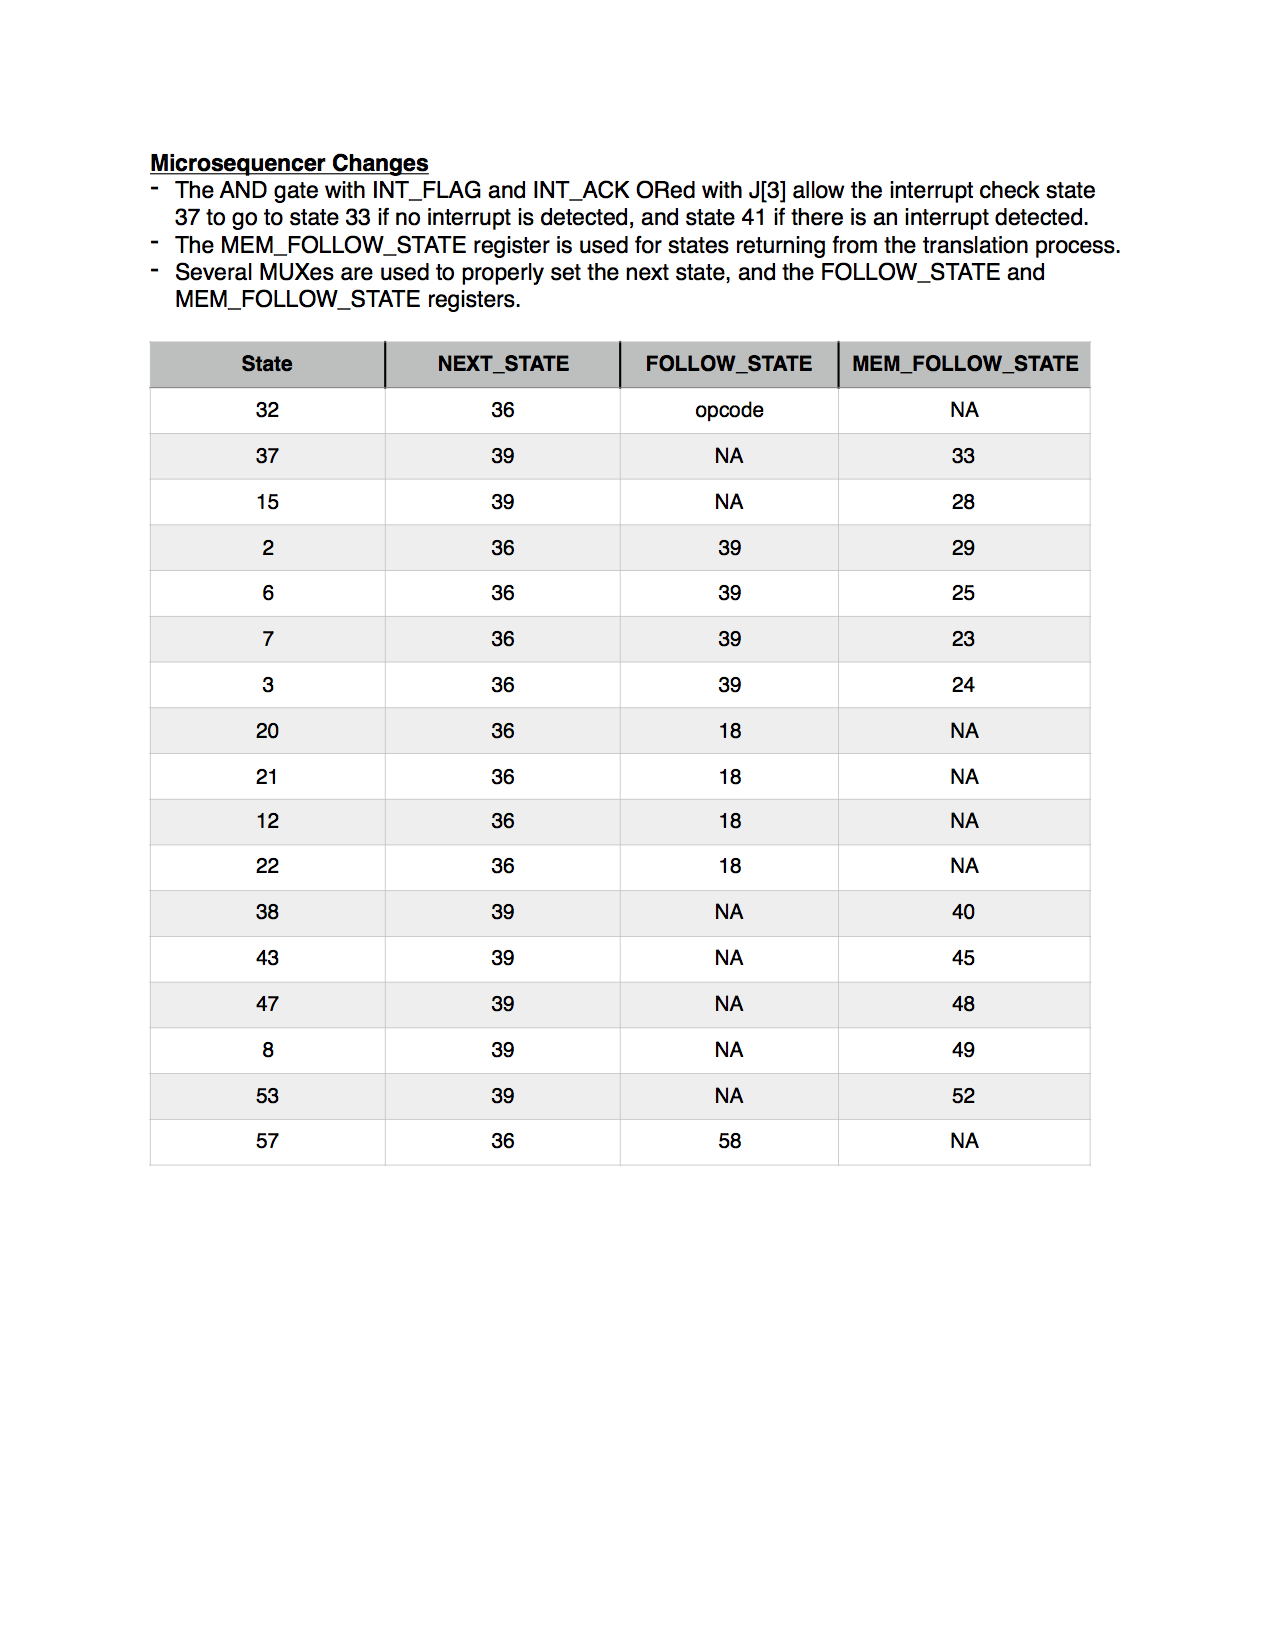 Microsequencer Changes
- The AND gate with INT_FLAG and INT_ACK ORed with J[3] allow the interrupt check state
37 to go to state 33 if no interrupt is detected, and state 41 if there is an interrupt detected.
- The MEM_FOLLOW_STATE register is used for states returning from the translation process.
- Several MUXes are used to properly set the next state, and the FOLLOW_STATE and
MEM_FOLLOW_STATE registers.
State NEXT_STATE FOLLOW_STATE MEM_FOLLOW_STATE
32 36 opcode NA
37 39 NA 33
15 39 NA 28
2 36 39 29
6 36 39 25
7 36 39 23
3 36 39 24
20 36 18 NA
21 36 18 NA
12 36 18 NA
22 36 18 NA
38 39 NA 40
43 39 NA 45
47 39 NA 48
8 39 NA 49
53 39 NA 52
57 36 58 NA